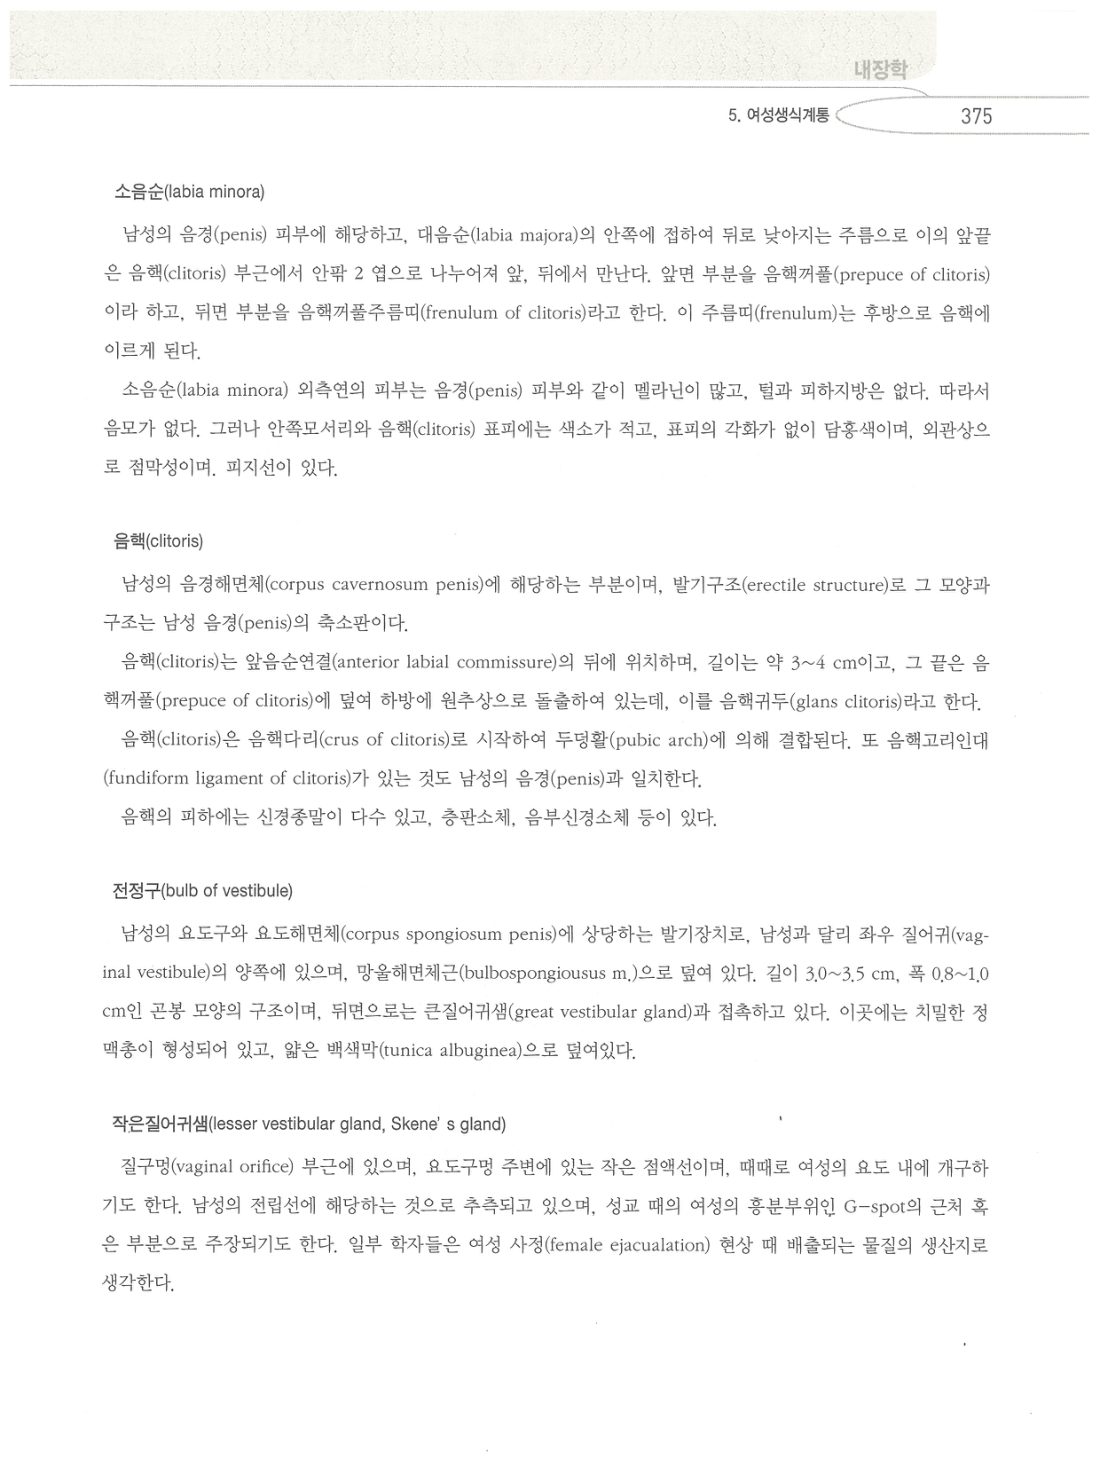 내장학
5. 여성생식계통
375
소음순(labia minora)
남성의 음경(penis) 피부에 해당하고, 대음순(labia majora)의 안쪽에 접하여 뒤로 낮아지는 주름으로 이의 앞끝
은 음핵(clitoris) 부근에서 안팎 2 엽으로 나누어져 앞, 뒤에서 만난다. 앞면 부분을 음핵꺼풀(prepuce of clitoris)
이라 하고, 뒤면 부분을 음핵꺼풀주름띠(frenulum of clitoris)라고 한다. 이 주름띠(frenulum)는 후방으로 음핵에
이르게 된다.
소음순(labia minora) 외측연의 피부는 음경(penis) 피부와 같이 멜라닌이 많고, 털과 피하지방은 없다. 따라서
음모가 없다. 그러나 안쪽모서리와 음핵(clitoris) 표피에는 색소가 적고, 표피의 각화가 없이 담홍색이며, 외관상으
로 점막성이며. 피지선이 있다.
음핵(clitoris)
남성의 음경해면체(corpus cavernosum penis)에 해당하는 부분이며, 발기구조(erectile structure)로 그 모양과
구조는 남성 음경(penis)의 축소판이다.
음핵(clitoris)는 앞음순연결(anterior labial commissure)의 뒤에 위치하며, 길이는 약 3~4 cm이고, 그 끝은 음
핵꺼풀(prepuce of clitoris)에 덮여 하방에 원추상으로 돌출하여 있는데, 이를 음핵귀두(glans clitoris)라고 한다.
음핵(clitoris)은 음핵다리(crus of clitoris)로 시작하여 두덩활(pubic arch)에 의해 결합된다. 또 음핵고리인대
(fundiform ligament of clitoris)가 있는 것도 남성의 음경(penis)과 일치한다.
음핵의 피하에는 신경종말이 다수 있고, 층판소체, 음부신경소체 등이 있다.
전정구(bulb of vestibule)
남성의 요도구와 요도해면체(corpus spongiosum penis)에 상당하는 발기장치로, 남성과 달리 좌우 질어귀(vag-
inal vestibule)의 양쪽에 있으며, 망울해면체근(bulbospongiousus m.)으로 덮여 있다. 길이 3.0~3.5 cm, 폭 0.8~1.0
cm인 곤봉 모양의 구조이며, 뒤면으로는 큰질어귀샘(great vestibular gland)과 접촉하고 있다. 이곳에는 치밀한 정
맥총이 형성되어 있고, 얇은 백색막(tunica albuginea)으로 덮여있다.
작은질어귀샘(lesser vestibular gland, Skene' s gland)
질구멍(vaginal orifice) 부근에 있으며, 요도구멍 주변에 있는 작은 점액선이며, 때때로 여성의 요도 내에 개구하
기도 한다. 남성의 전립선에 해당하는 것으로 추측되고 있으며, 성교 때의 여성의 흥분부위인 G-spot의 근처 혹
은 부분으로 주장되기도 한다. 일부 학자들은 여성 사정(female ejacualation) 현상 때 배출되는 물질의 생산지로
생각한다.